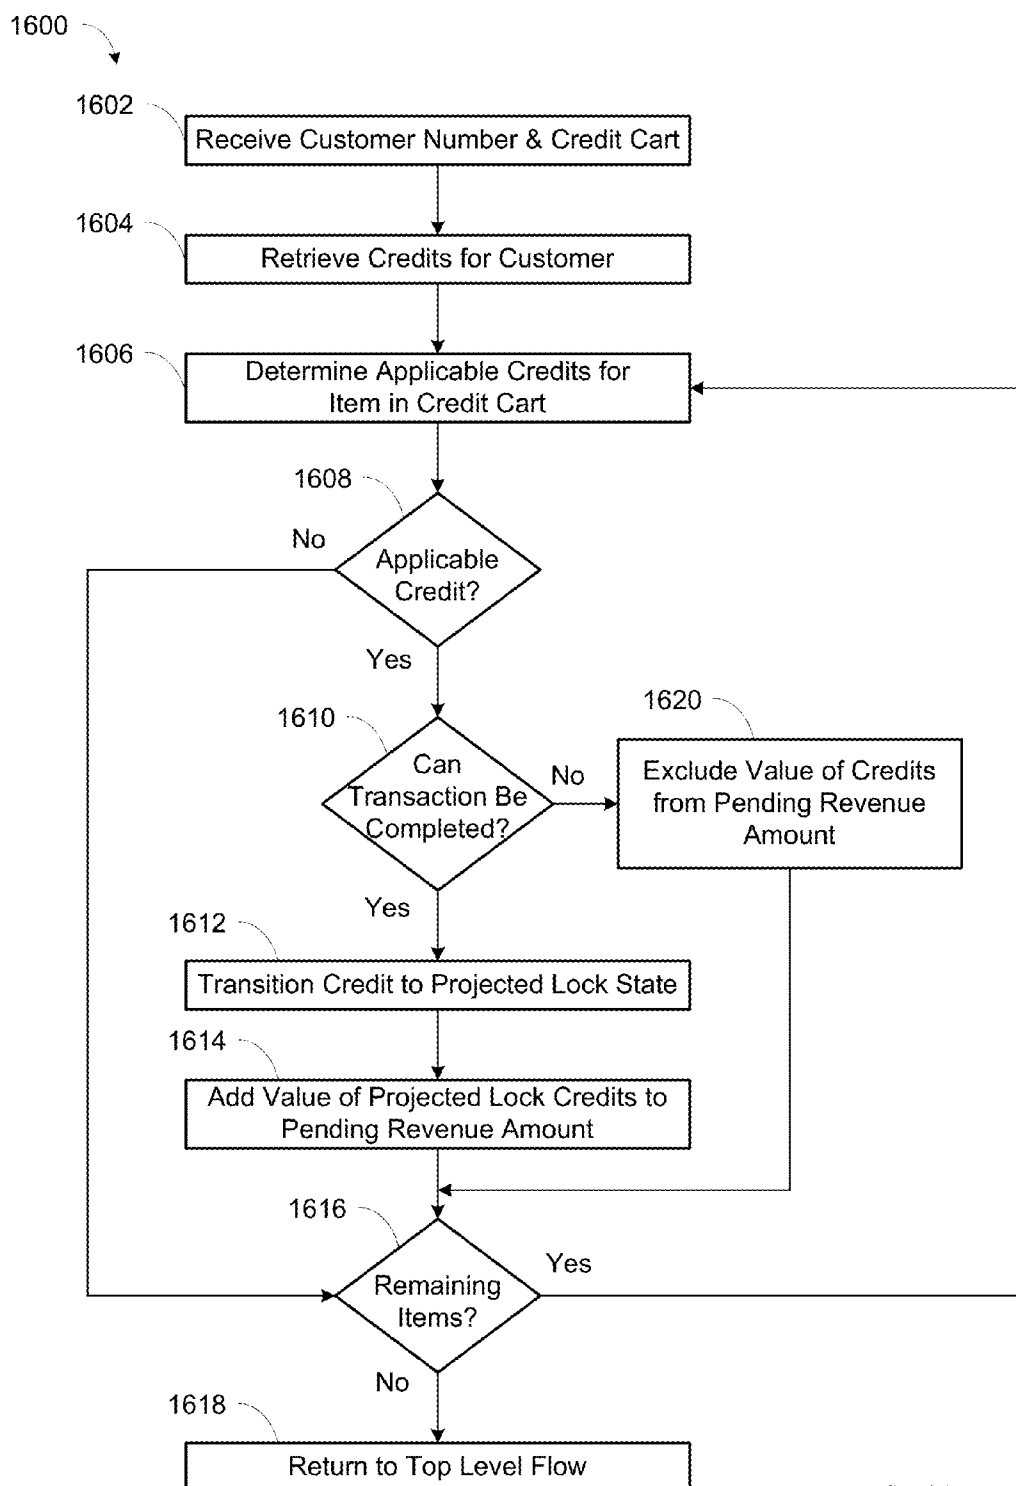 1600
1602
Receive Customer Number & Credit Cart
1604
Retrieve Credits for Customer
1606
Determine Applicable Credits for
Item in Credit Cart
1608
No
Applicable
Credit?
Yes
1610
Can
Transaction Be
Completed?
No
1620
Exclude Value of Credits
from Pending Revenue
Amount
Yes
1612
Transition Credit to Projected Lock State
1614
Add Value of Projected Lock Credits to
Pending Revenue Amount
1616
Remaining
Items?
Yes
No
1618
Return to Top Level Flow